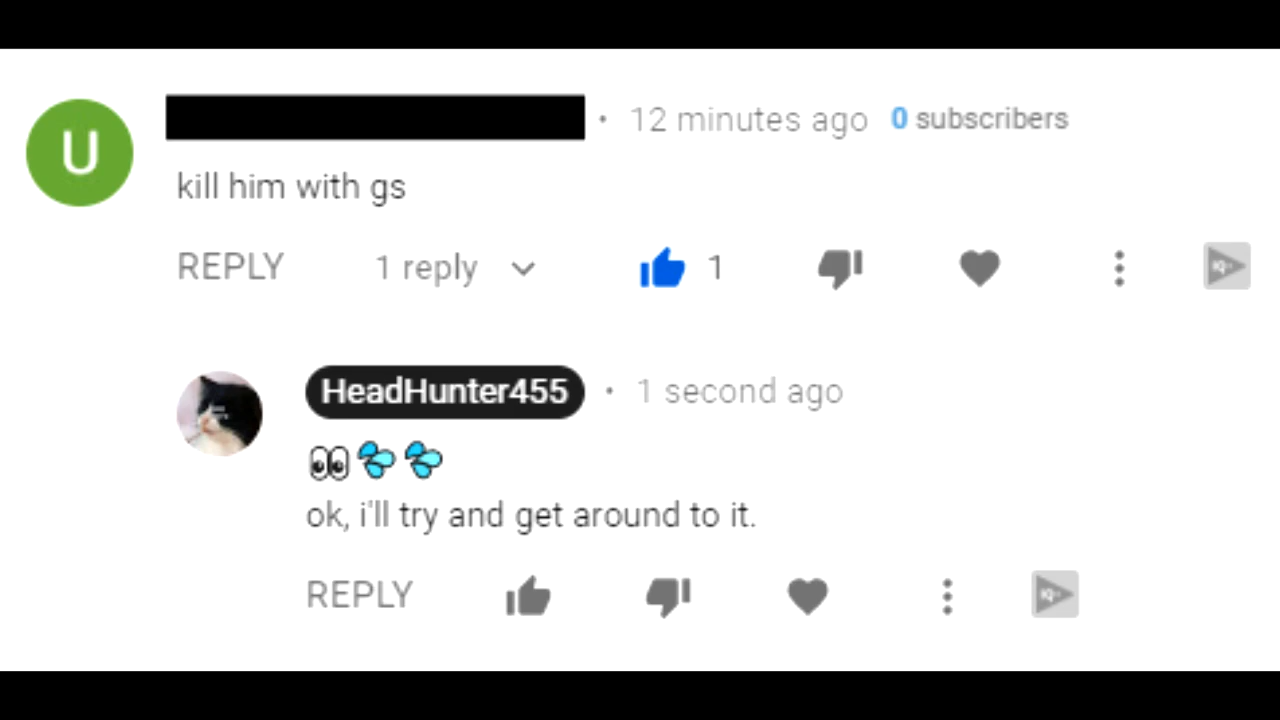 U
12 minutes ago 0 subscribers
kill him with gs
REPLY 1 reply 1
HeadHunter455 • 1 second ago
👀💦💦
ok, i'll try and get around to it.
REPLY